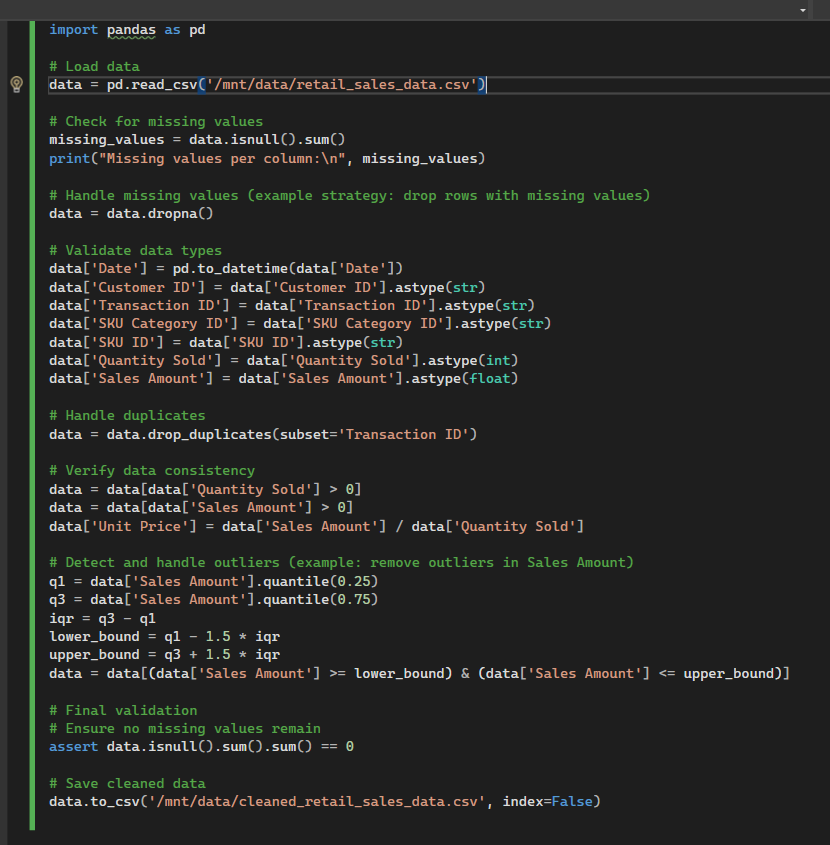 import pandas as pd
# Load data
data = pd.read_csv('/mnt/data/retail_sales_data.csv')
# Check for missing values
missing_values = data.isnull().sum()
print("Missing values per column:\n", missing_values)
# Handle missing values (example strategy: drop rows with missing values)
data = data.dropna()
# Validate data types
data['Date'] = pd.to_datetime(data['Date'])
data['Customer ID'] = data['Customer ID'].astype(str)
data['Transaction ID'] = data['Transaction ID'].astype(str)
data['SKU Category ID'] = data['SKU Category ID'].astype(str)
data['SKU ID'] = data['SKU ID'].astype(str)
data['Quantity Sold'] = data['Quantity Sold'].astype(int)
data['Sales Amount'] = data['Sales Amount'].astype(float)
# Handle duplicates
data = data.drop_duplicates(subset='Transaction ID')
# Verify data consistency
data = data[data['Quantity Sold'] > 0]
data = data[data['Sales Amount'] > 0]
data['Unit Price'] = data['Sales Amount'] / data['Quantity Sold']
# Detect and handle outliers (example: remove outliers in Sales Amount)
q1 = data['Sales Amount'].quantile(0.25)
q3 = data['Sales Amount'].quantile(0.75)
iqr = q3 - q1
lower_bound = q1 - 1.5 * iqr
upper_bound = q3 + 1.5 * iqr
data = data[(data['Sales Amount'] >= lower_bound) & (data['Sales Amount'] <= upper_bound)]
# Final validation
# Ensure no missing values remain
assert data.isnull().sum().sum() == 0
# Save cleaned data
data.to_csv('/mnt/data/cleaned_retail_sales_data.csv', index=False)